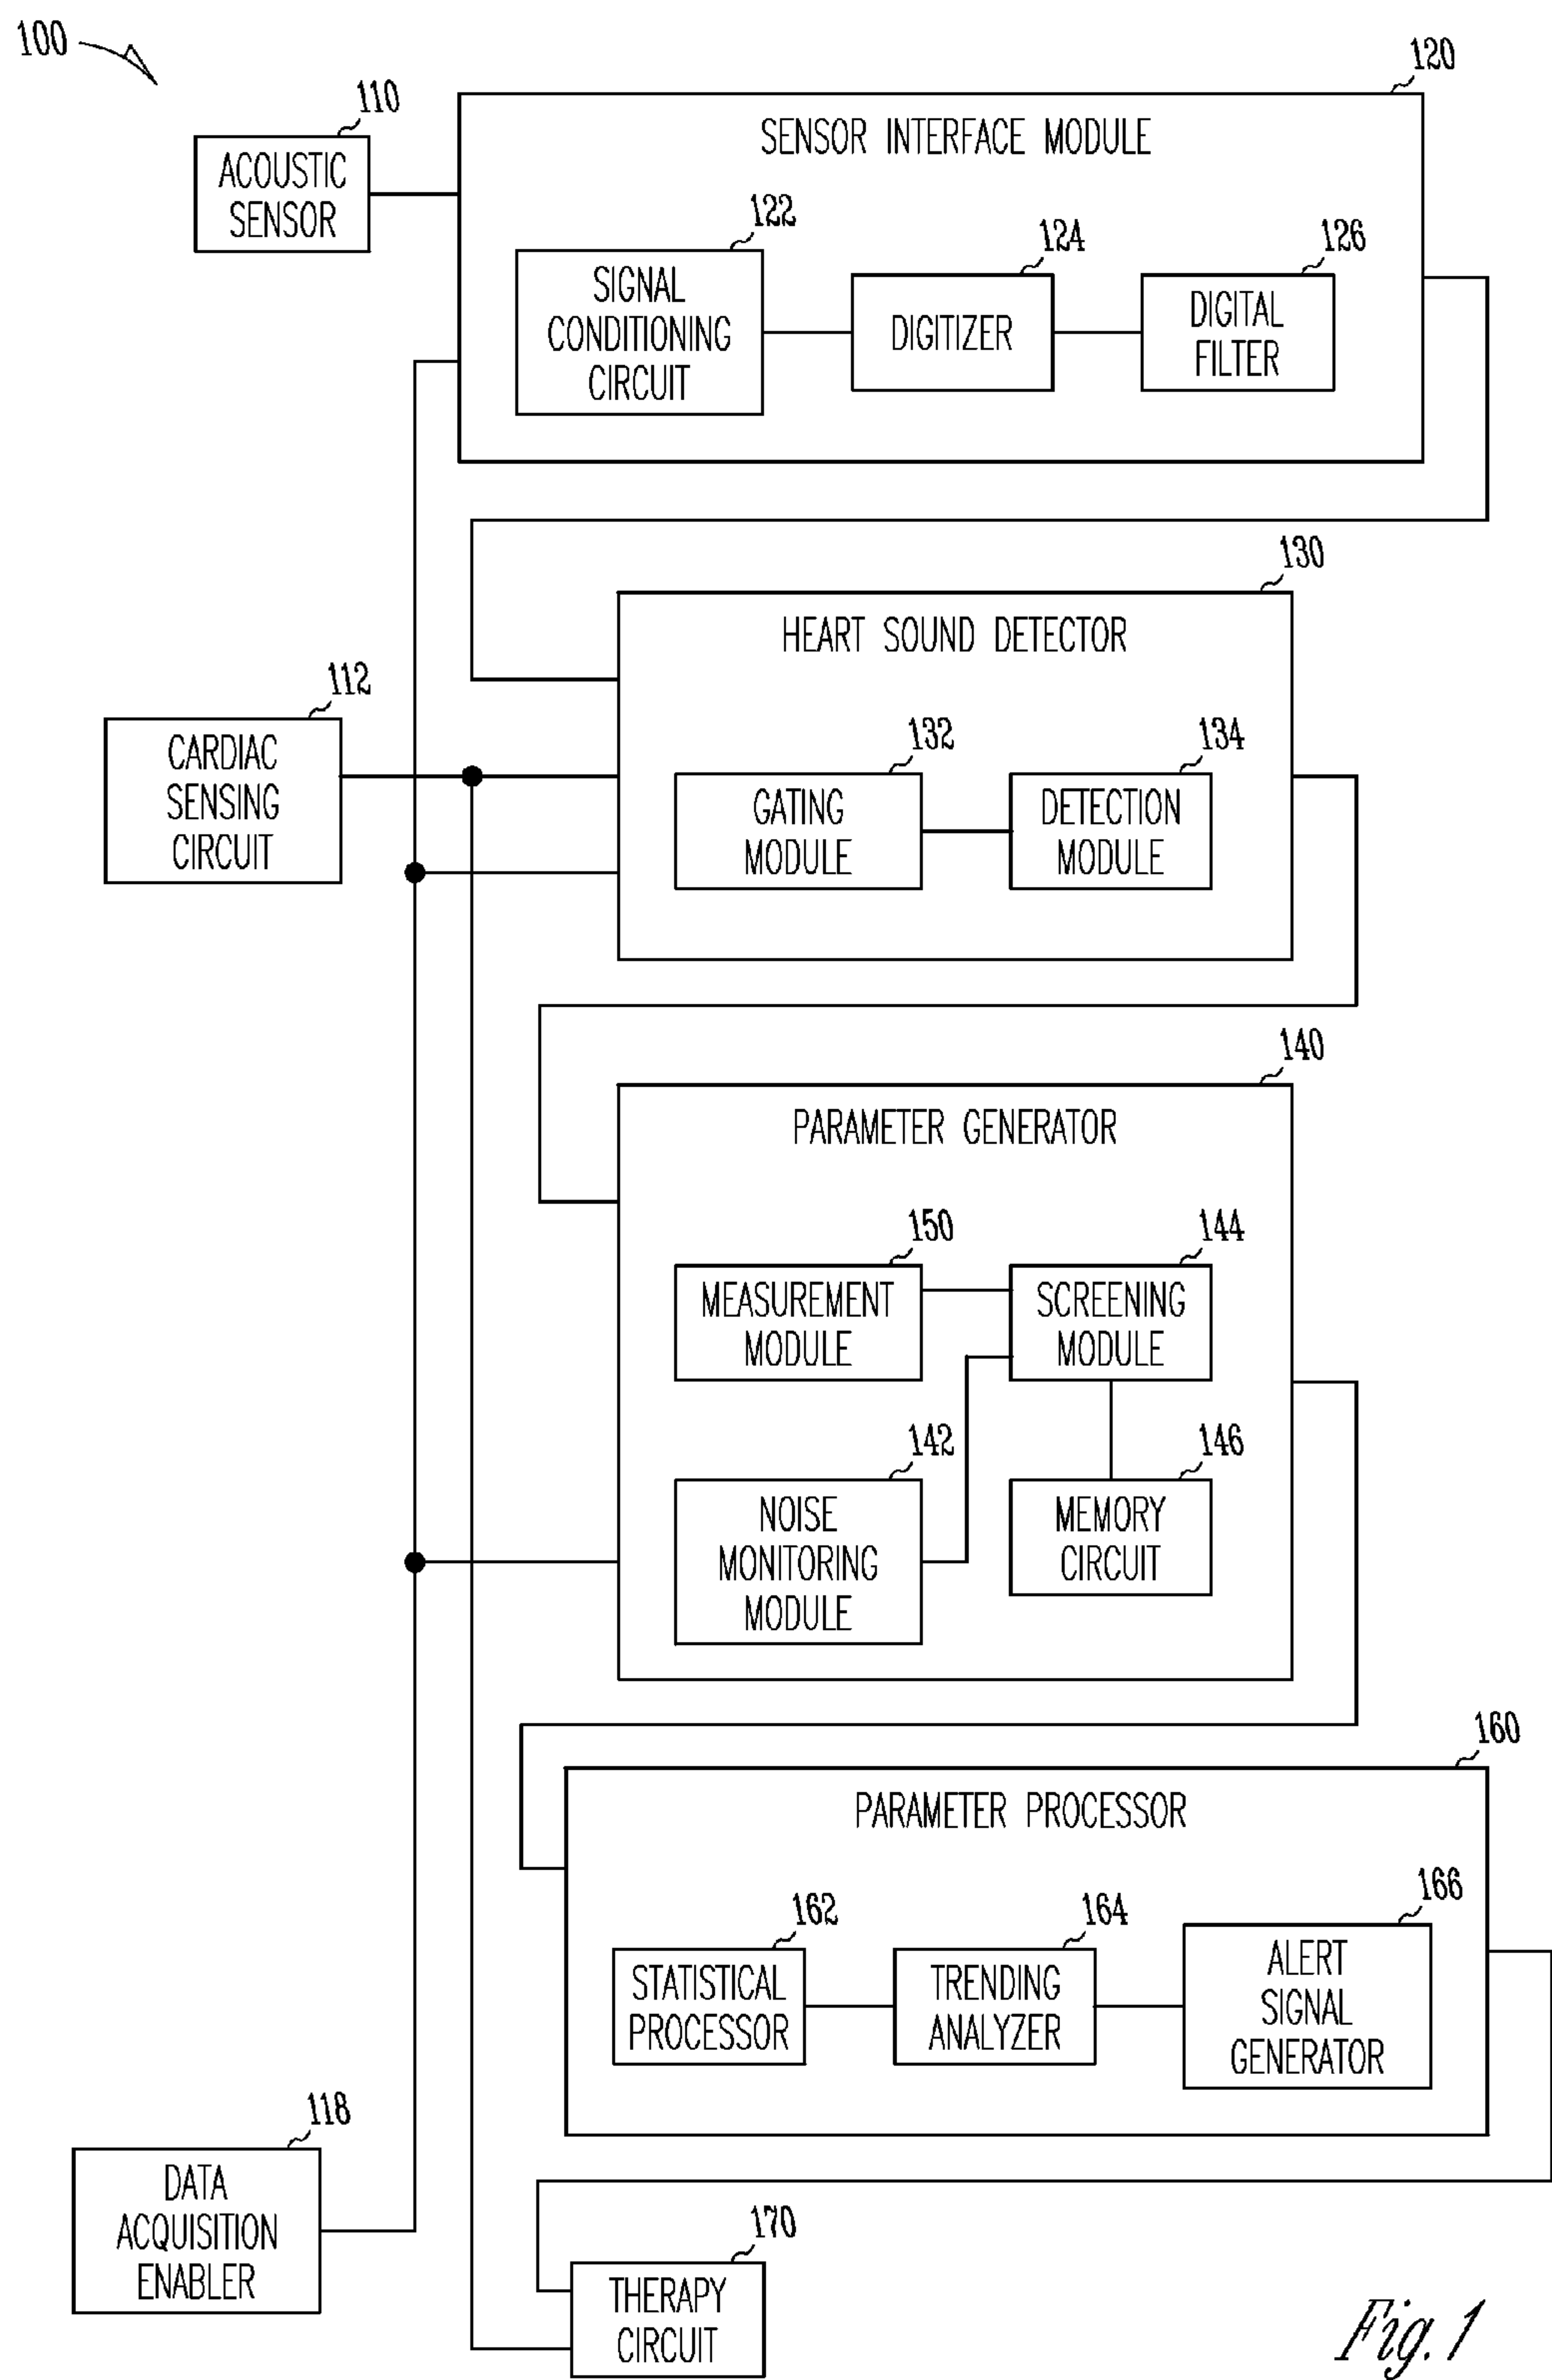 100
110
ACOUSTIC
SENSOR
120
SENSOR INTERFACE MODULE
122
SIGNAL
CONDITIONING
CIRCUIT
124
DIGITIZER
126
DIGITAL
FILTER
130
HEART SOUND DETECTOR
112
CARDIAC
SENSING
CIRCUIT
132
GATING
MODULE
134
DETECTION
MODULE
140
PARAMETER GENERATOR
150
MEASUREMENT
MODULE
144
SCREENING
MODULE
142
NOISE
MONITORING
MODULE
146
MEMORY
CIRCUIT
160
PARAMETER PROCESSOR
162
STATISTICAL
PROCESSOR
164
TRENDING
ANALYZER
166
ALERT
SIGNAL
GENERATOR
118
DATA
ACQUISITION
ENABLER
170
THERAPY
CIRCUIT
Fig. 1